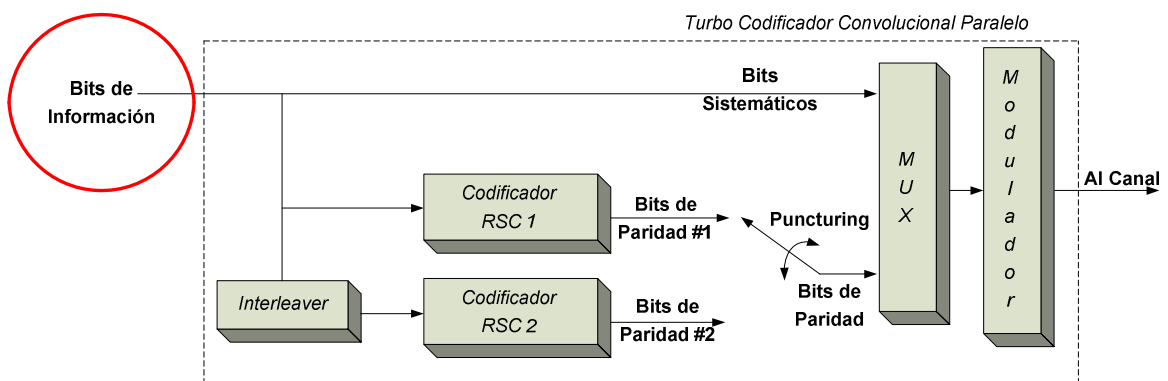 Turbo Codificador Convolucional Paralelo
Bits de
Información
Bits
Sistemáticos
M
U
X
M
o
d
u
l
a
d
o
r
Al Canal
Codificador
RSC 1
Bits de
Paridad #1
Puncturing
Bits de
Paridad
Interleaver
Codificador
RSC 2
Bits de
Paridad #2